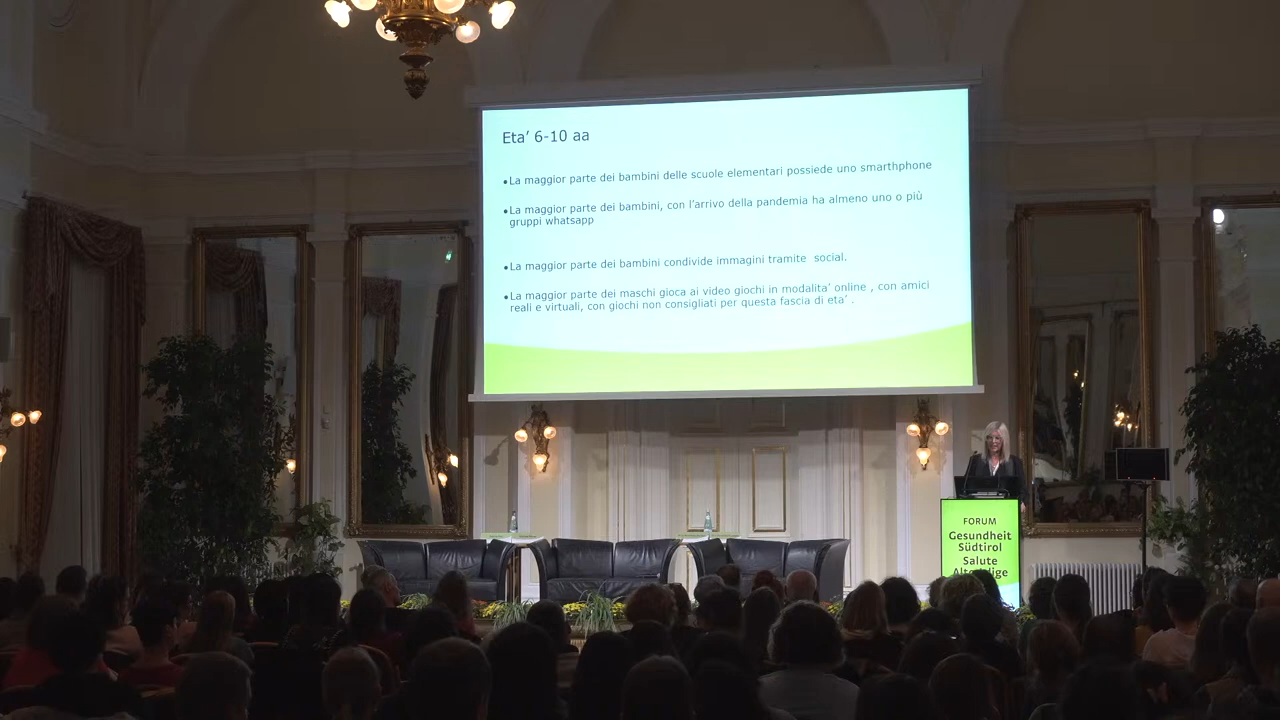 Eta’ 6-10 aa
•La maggior parte dei bambini delle scuole elementari possiede uno smarthphone
•La maggior parte dei bambini, con l’arrivo della pandemia ha almeno uno o più
gruppi whatsapp
•La maggior parte dei bambini condivide immagini tramite social.
•La maggior parte dei maschi gioca ai video giochi in modalita’ online , con amici
reali e virtuali, con giochi non consigliati per questa fascia di eta’ .
FORUM
Gesundheit
Südtirol
Salute